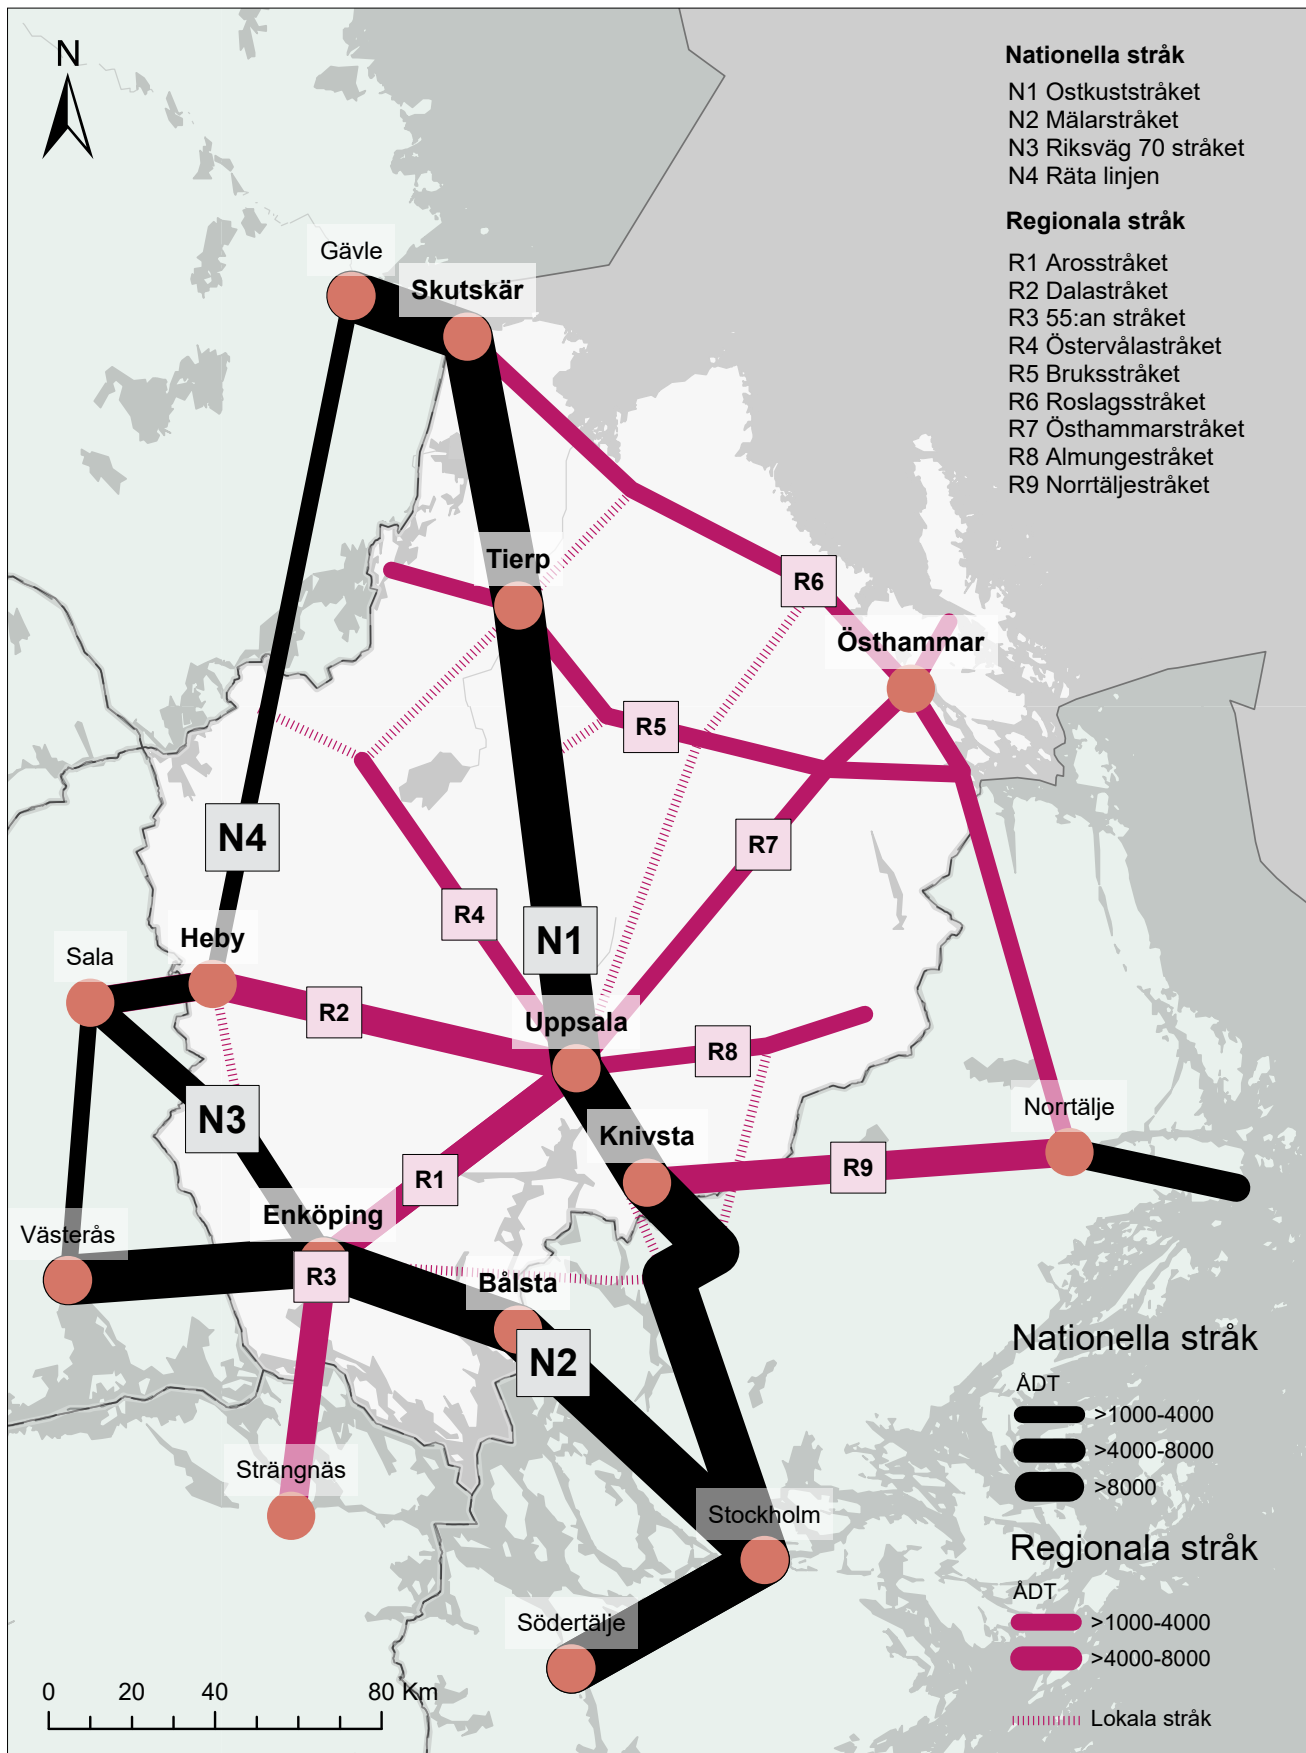 N
Nationella stråk
N1 Ostkuststråket
N2 Mälarstråket
N3 Riksväg 70 stråket
N4 Räta linjen
Regionala stråk
R1 Arosstråket
R2 Dalastråket
R3 55:an stråket
R4 Östervålastråket
R5 Bruksstråket
R6 Roslagsstråket
R7 Östhammarstråket
R8 Almungestråket
R9 Norrtäljestråket
Gävle
Skutskär
Tierp
R6
Östhammar
R5
N4
R7
R4
Heby
N1
Sala
R2
Uppsala
R8
N3
Knivsta
Norrtälje
R1
R9
Enköping
Västerås
R3
Bålsta
N2
Strängnäs
Stockholm
Södertälje
Nationella stråk
ÅDT
>1000-4000
>4000-8000
>8000
Regionala stråk
ÅDT
>1000-4000
>4000-8000
Lokala stråk
0 20 40 80 Km